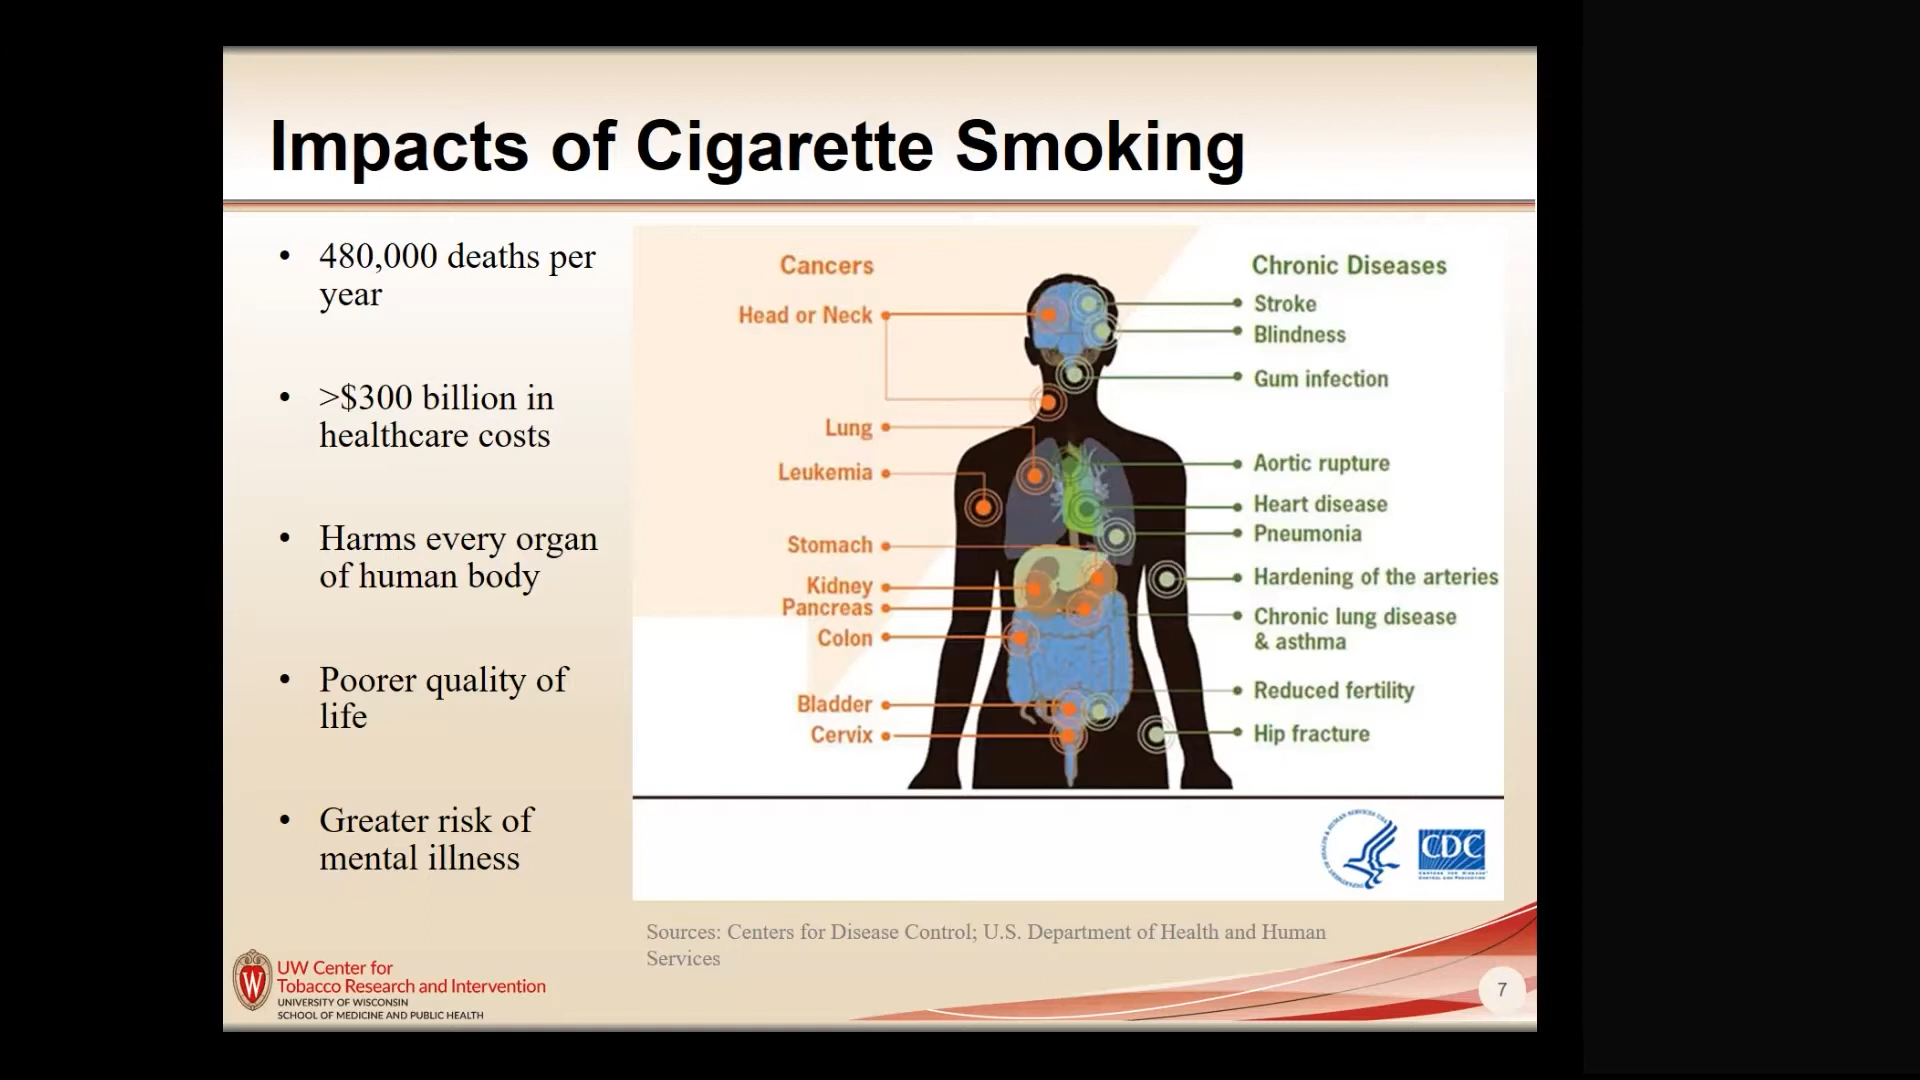 Impacts of Cigarette Smoking
• 480,000 deaths per
year
• >$300 billion in
healthcare costs
• Harms every organ
of human body
• Poorer quality of
life
• Greater risk of
mental illness
Cancers
Head or Neck
Lung
Leukemia
Stomach
Kidney
Pancreas
Colon
Bladder
Cervix
Chronic Diseases
Stroke
Blindness
Gum infection
Aortic rupture
Heart disease
Pneumonia
Hardening of the arteries
Chronic lung disease
& asthma
Reduced fertility
Hip fracture
CDC
Sources: Centers for Disease Control; U.S. Department of Health and Human
Services
W
UW Center for
Tobacco Research and Intervention
UNIVERSITY OF WISCONSIN
SCHOOL OF MEDICINE AND PUBLIC HEALTH
7